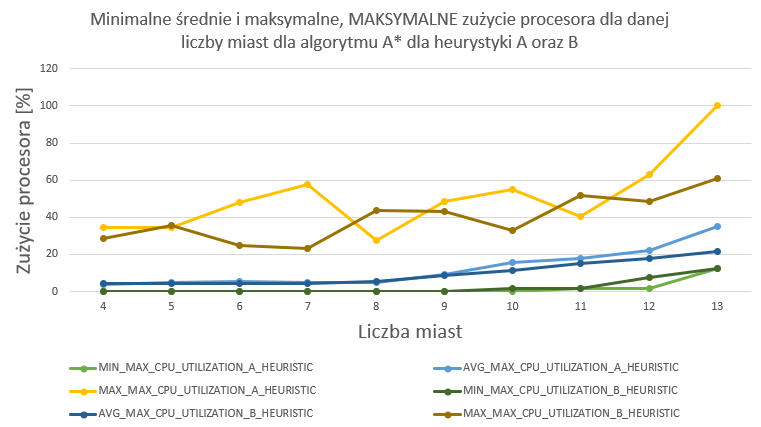 Minimalne średnie i maksymalne, MAKSYMALNE zużycie procesora dla danej
liczby miast dla algorytmu A* dla heurystyki A oraz B
Zużycie procesora [%]
120
100
80
60
40
20
0
4 5 6 7 8 9 10 11 12 13
Liczba miast
MIN_MAX_CPU_UTILIZATION_A_HEURISTIC AVG_MAX_CPU_UTILIZATION_A_HEURISTIC
MAX_MAX_CPU_UTILIZATION_A_HEURISTIC MIN_MAX_CPU_UTILIZATION_B_HEURISTIC
AVG_MAX_CPU_UTILIZATION_B_HEURISTIC MAX_MAX_CPU_UTILIZATION_B_HEURISTIC